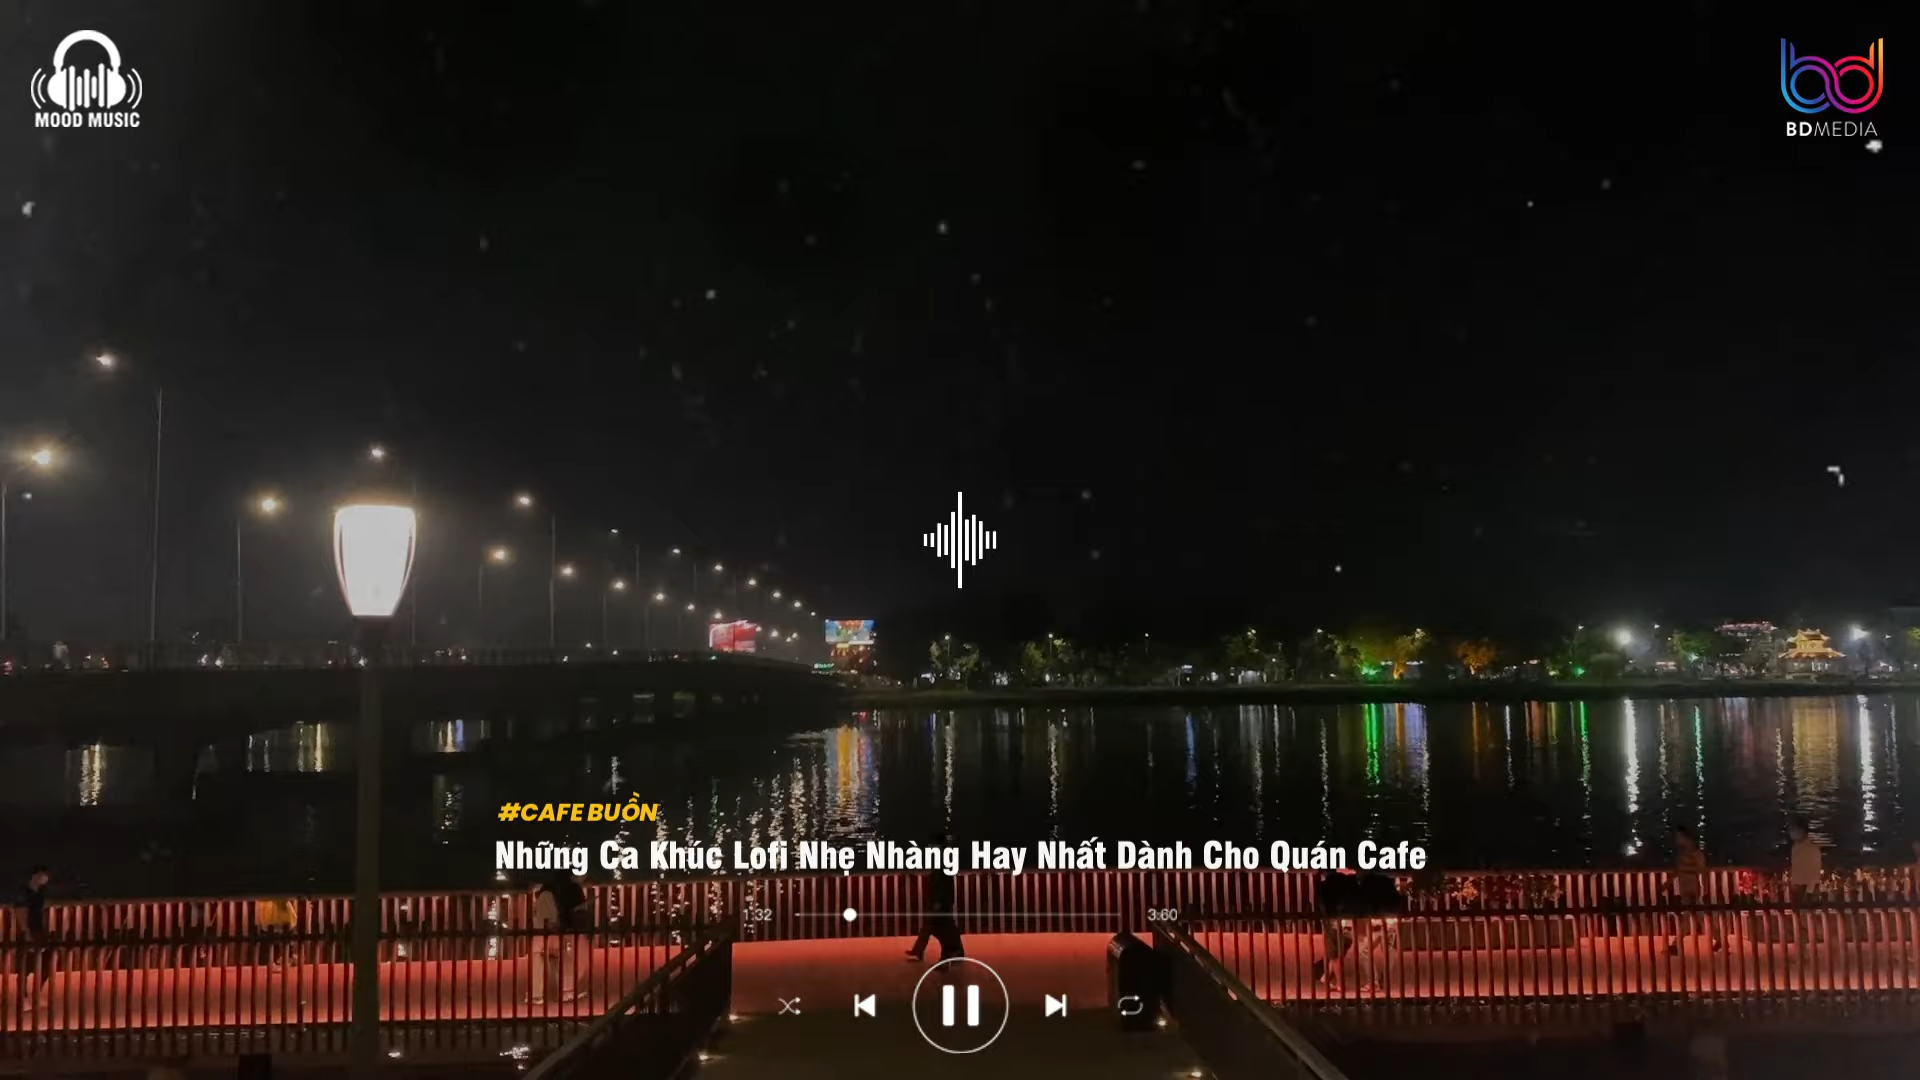 MOOD MUSIC
BDMEDIA
#CAFE BUỒN
Những Ca Khúc Lofi Nhẹ Nhàng Hay Nhất Dành Cho Quán Cafe
1:32
3:60